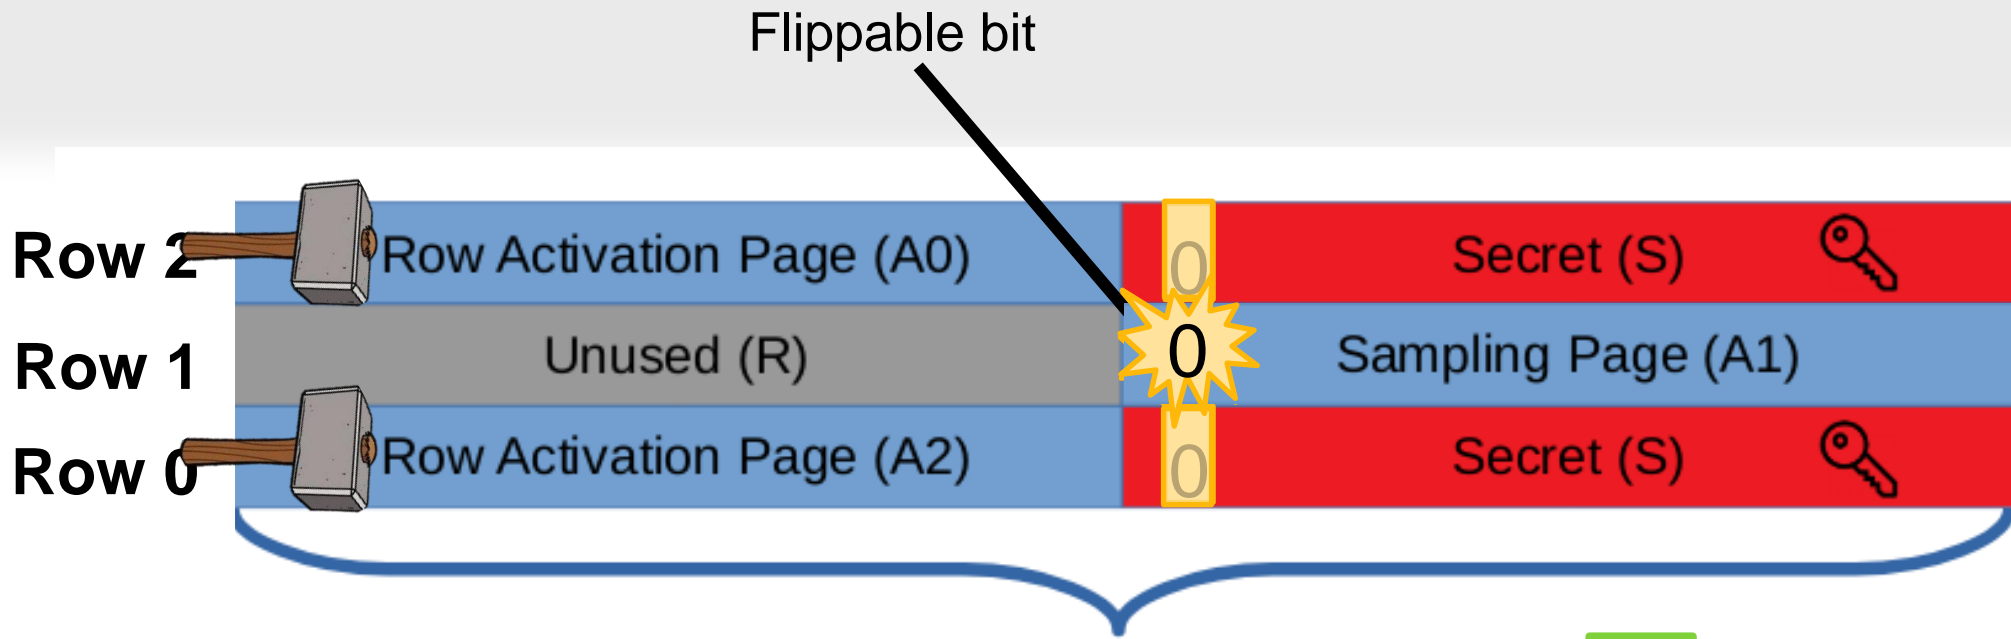 Flippable bit
Row 2 Row Activation Page (A0) 0 Secret (S)
Row 1 Unused (R) 0 Sampling Page (A1)
Row 0 Row Activation Page (A2) 0 Secret (S)